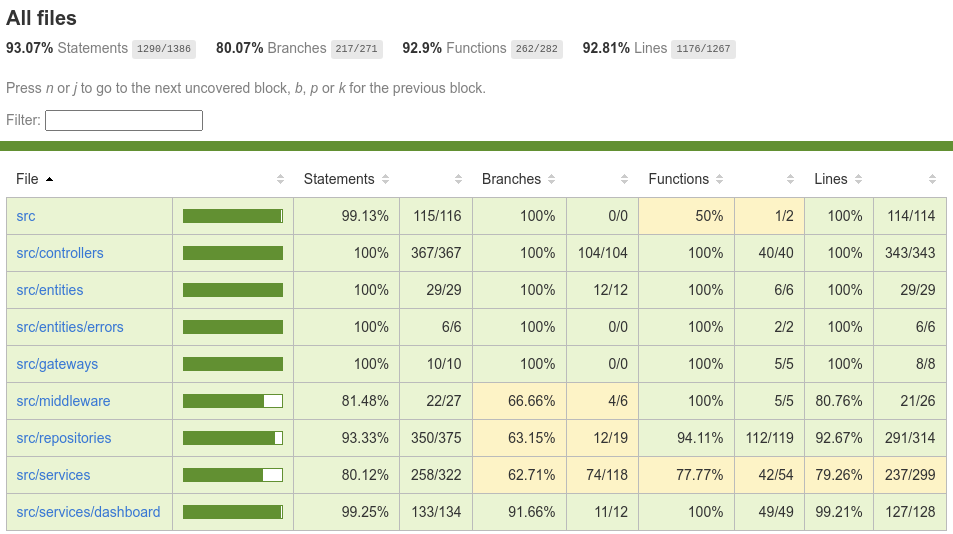 All files
93.07% Statements 1290/1386 80.07% Branches 217/271 92.9% Functions 262/282 92.81% Lines 1176/1267
Press n or j to go to the next uncovered block, b, p or k for the previous block.
Filter:
File Statements Branches Functions Lines
src 99.13% 115/116 100% 0/0 50% 1/2 100% 114/114
src/controllers 100% 367/367 100% 104/104 100% 40/40 100% 343/343
src/entities 100% 29/29 100% 12/12 100% 6/6 100% 29/29
src/entities/errors 100% 6/6 100% 0/0 100% 2/2 100% 6/6
src/gateways 100% 10/10 100% 0/0 100% 5/5 100% 8/8
src/middleware 81.48% 22/27 66.66% 4/6 100% 5/5 80.76% 21/26
src/repositories 93.33% 350/375 63.15% 12/19 94.11% 112/119 92.67% 291/314
src/services 80.12% 258/322 62.71% 74/118 77.77% 42/54 79.26% 237/299
src/services/dashboard 99.25% 133/134 91.66% 11/12 100% 49/49 99.21% 127/128